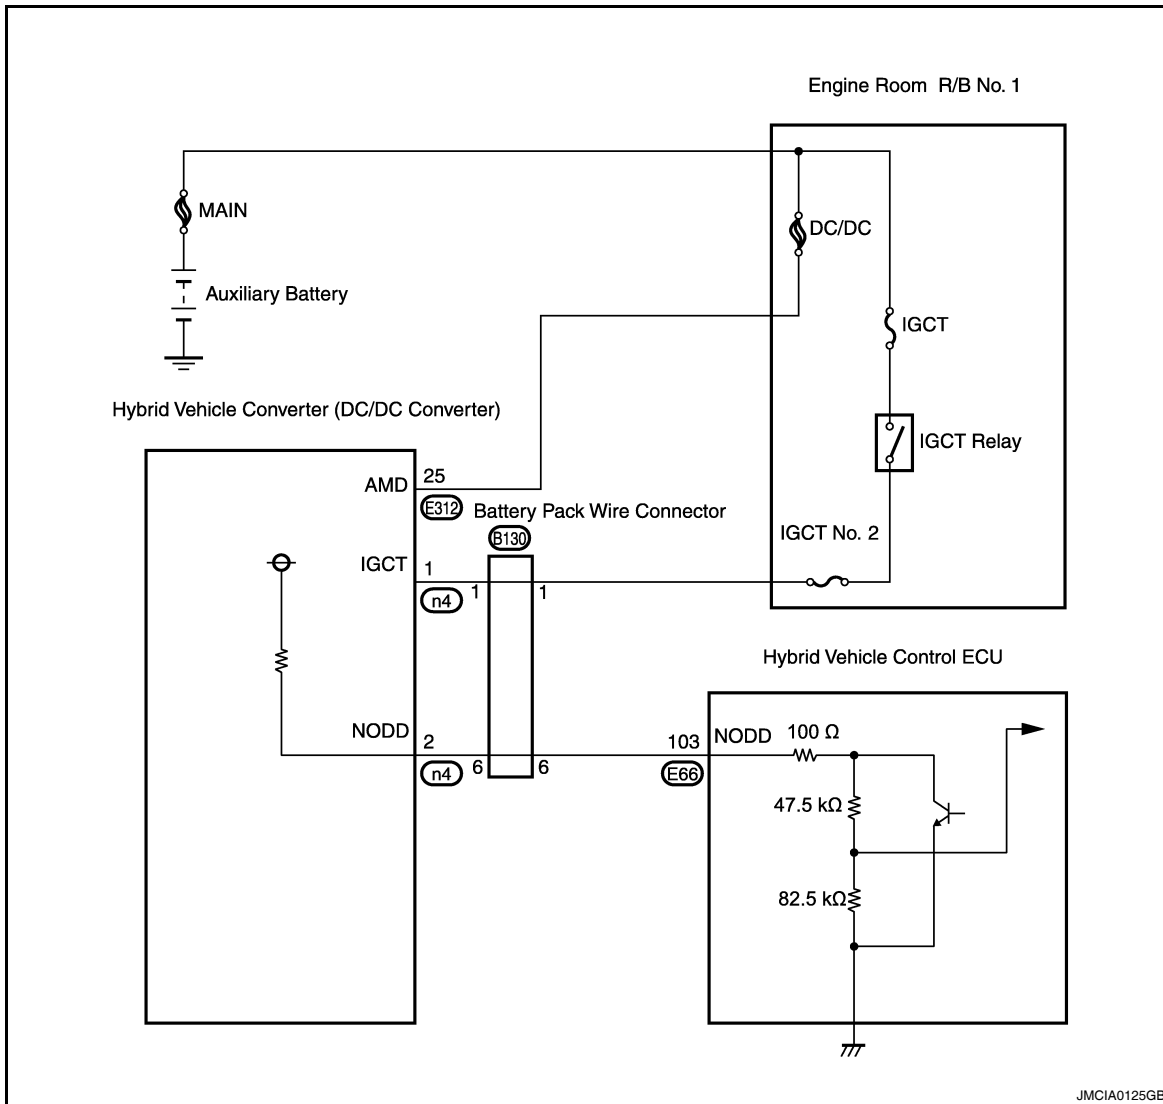 Engine Room R/B No. 1
MAIN
DC/DC
Auxiliary Battery
IGCT
Hybrid Vehicle Converter (DC/DC Converter)
IGCT Relay
AMD
25
E312
Battery Pack Wire Connector
B130
IGCT No. 2
IGCT
1
n4
1
1
Hybrid Vehicle Control ECU
NODD
2
n4
6
6
103
E66
NODD
100 Ω
47.5 kΩ
82.5 kΩ
JMCIA0125GB